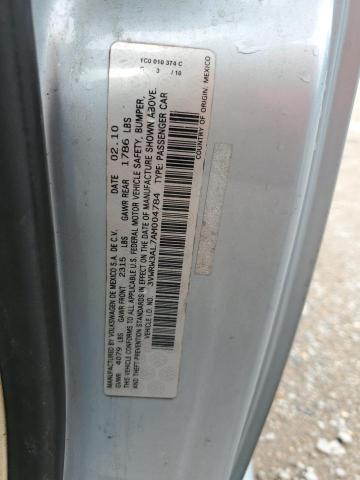 1C0 010 374 C
3 /10
MANUFACTURED BY VOLKSWAGEN DE MEXICO S.A. DE C.V. DATE 02.10
GVWR: 4079 LBS GAWR FRONT 2315 LBS GAWR REAR 1786 LBS
THIS VEHICLE CONFORMS TO ALL APPLICABLE U.S. FEDERAL MOTOR VEHICLE SAFETY, BUMPER,
AND THEFT PREVENTION STANDARDS IN EFFECT ON THE DATE OF MANUFACTURE SHOWN ABOVE.
VEHICLE I.D. NO.: 3VWRW3AL7AM004784 TYPE: PASSENGER CAR
COUNTRY OF ORIGIN: MEXICO